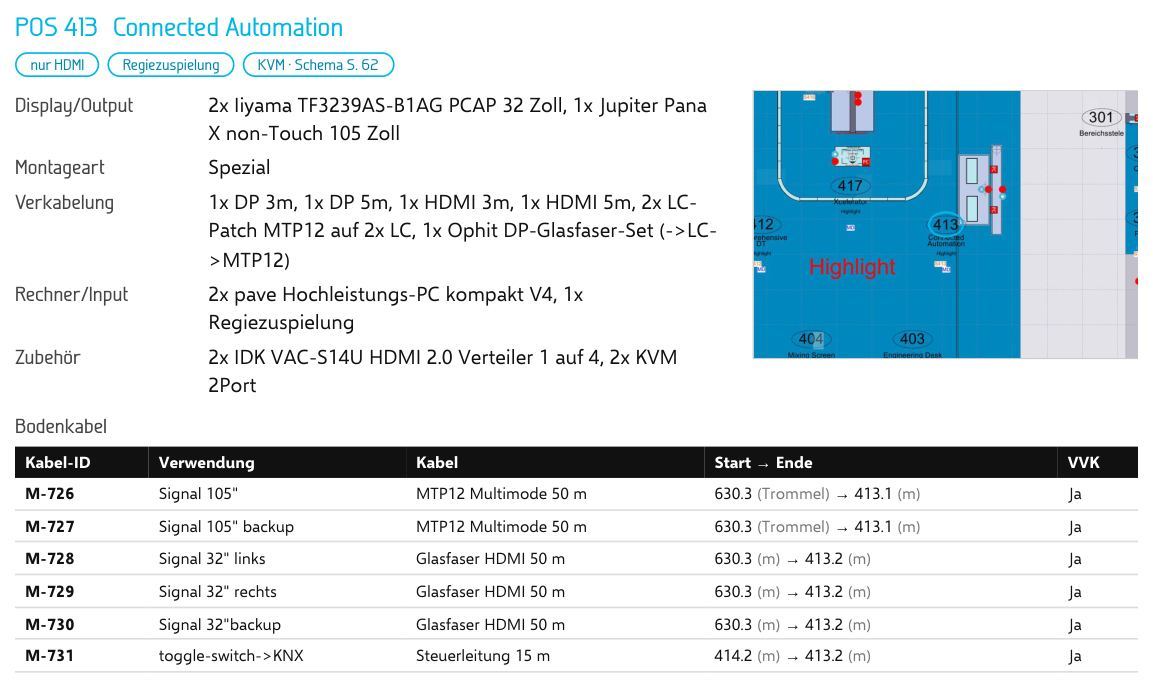 POS 413 Connected Automation
nur HDMI
Regiezuspielung
KVM · Schema S. 62
Display/Output
2x Iiyama TF3239AS-B1AG PCAP 32 Zoll, 1x Jupiter Pana
X non-Touch 105 Zoll
Montageart
Spezial
Verkabelung
1x DP 3m, 1x DP 5m, 1x HDMI 3m, 1x HDMI 5m, 2x LC-
Patch MTP12 auf 2x LC, 1x Ophit DP-Glasfaser-Set (->LC-
>MTP12)
Rechner/Input
2x pave Hochleistungs-PC kompakt V4, 1x
Regiezuspielung
Zubehör
2x IDK VAC-S14U HDMI 2.0 Verteiler 1 auf 4, 2x KVM
2Port
301
Bereichsstele
417
Xcelerator
Highlight
412
DT
Highlight
413
Connected
Automation
Highlight
Highlight
404
Mixing Screen
403
Engineering Desk
Bodenkabel
Kabel-ID Verwendung Kabel Start → Ende VVK
M-726 Signal 105" MTP12 Multimode 50 m 630.3 (Trommel) → 413.1 (m) Ja
M-727 Signal 105" backup MTP12 Multimode 50 m 630.3 (Trommel) → 413.1 (m) Ja
M-728 Signal 32" links Glasfaser HDMI 50 m 630.3 (m) → 413.2 (m) Ja
M-729 Signal 32" rechts Glasfaser HDMI 50 m 630.3 (m) → 413.2 (m) Ja
M-730 Signal 32"backup Glasfaser HDMI 50 m 630.3 (m) → 413.2 (m) Ja
M-731 toggle-switch->KNX Steuerleitung 15 m 414.2 (m) → 413.2 (m) Ja